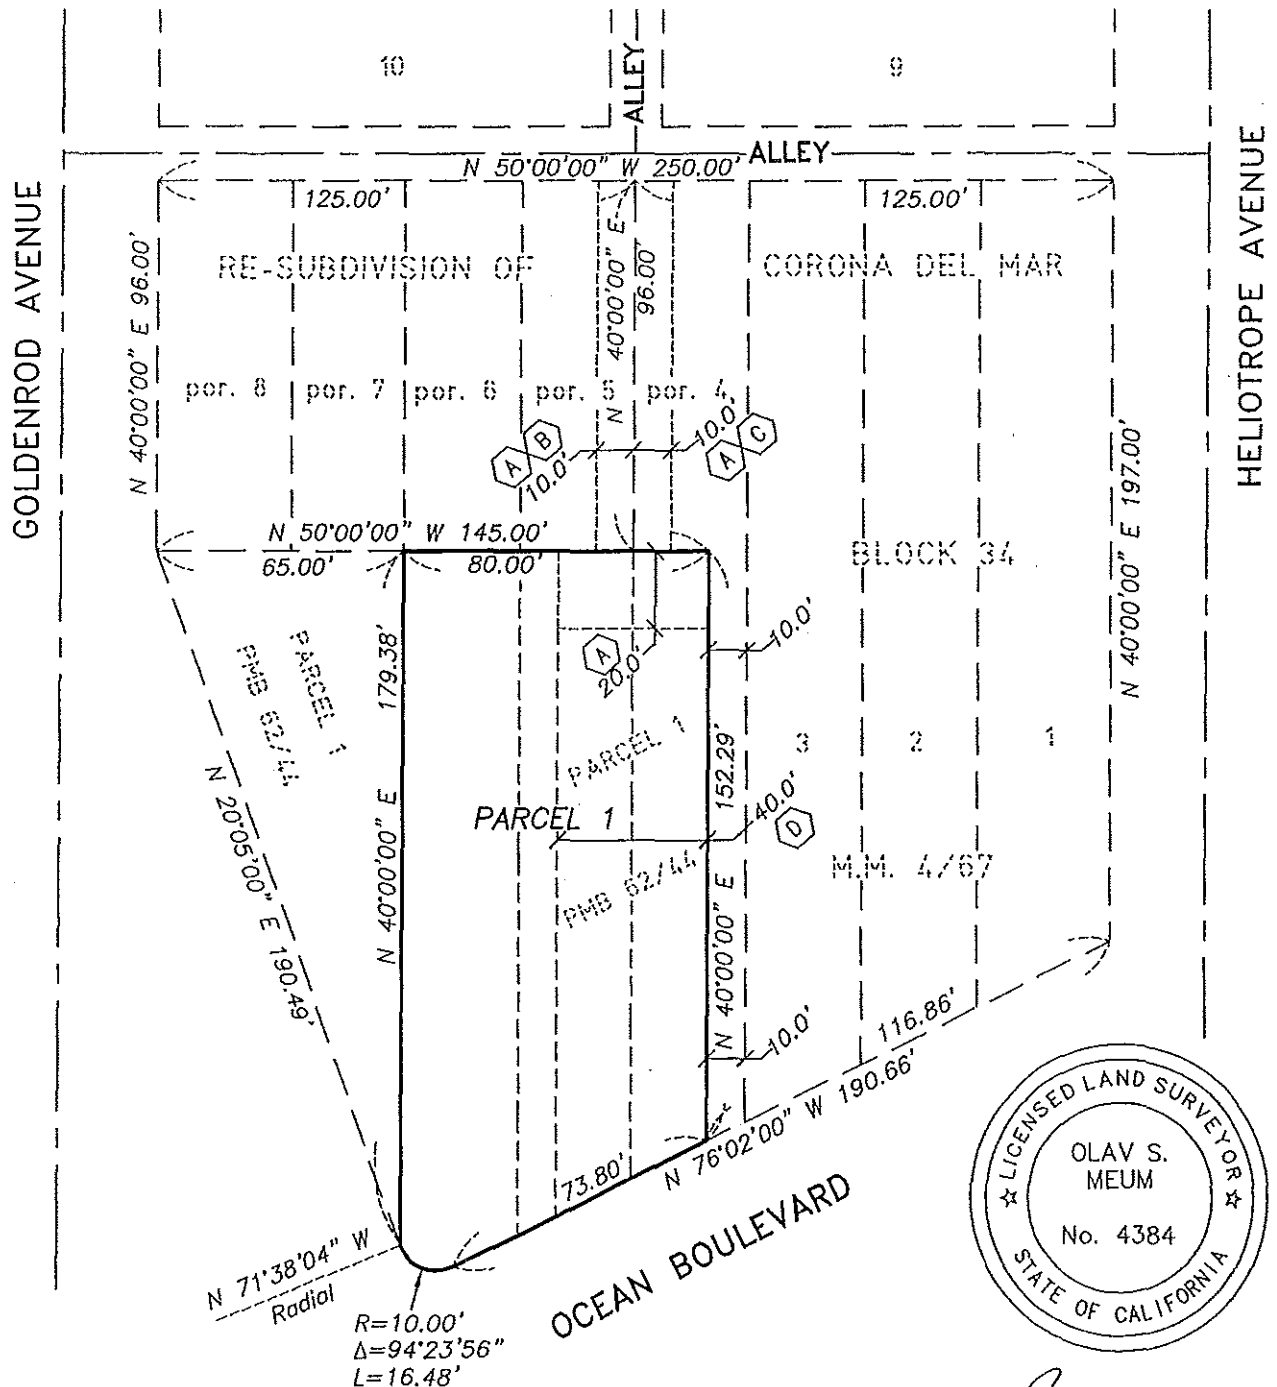 10
ALLEY
9
ALLEY
N 50°00'00" W 250.00'
125.00'
125.00'
GOLDENROD AVENUE
HELIOTROPE AVENUE
N 40°00'00" E 96.00'
RE-SUBDIVISION OF
N 40°00'00" E
96.00'
CORONA DEL MAR
por. 8
por. 7
por. 6
por. 5
por. 4
A
B
10.0'
10.0'
A
C
N 40°00'00" E 197.00'
N 50°00'00" W 145.00'
65.00'
80.00'
BLOCK 34
PARCEL 1
PMB 62/44
179.38'
N 40°00'00" E
A
20.0'
10.0'
PARCEL 1
152.29'
3
2
1
N 20°05'00" E 190.49'
PARCEL 1
40.0'
D
PMB 62/44
M.M. 4/67
N 40°00'00" E
10.0'
116.86'
N 76°02'00" W 190.66'
73.80'
OCEAN BOULEVARD
N 71°38'04" W
Radial
R=10.00'
Δ=94°23'56"
L=16.48'
LICENSED LAND SURVEYOR
OLAV S.
MEUM
No. 4384
STATE OF CALIFORNIA